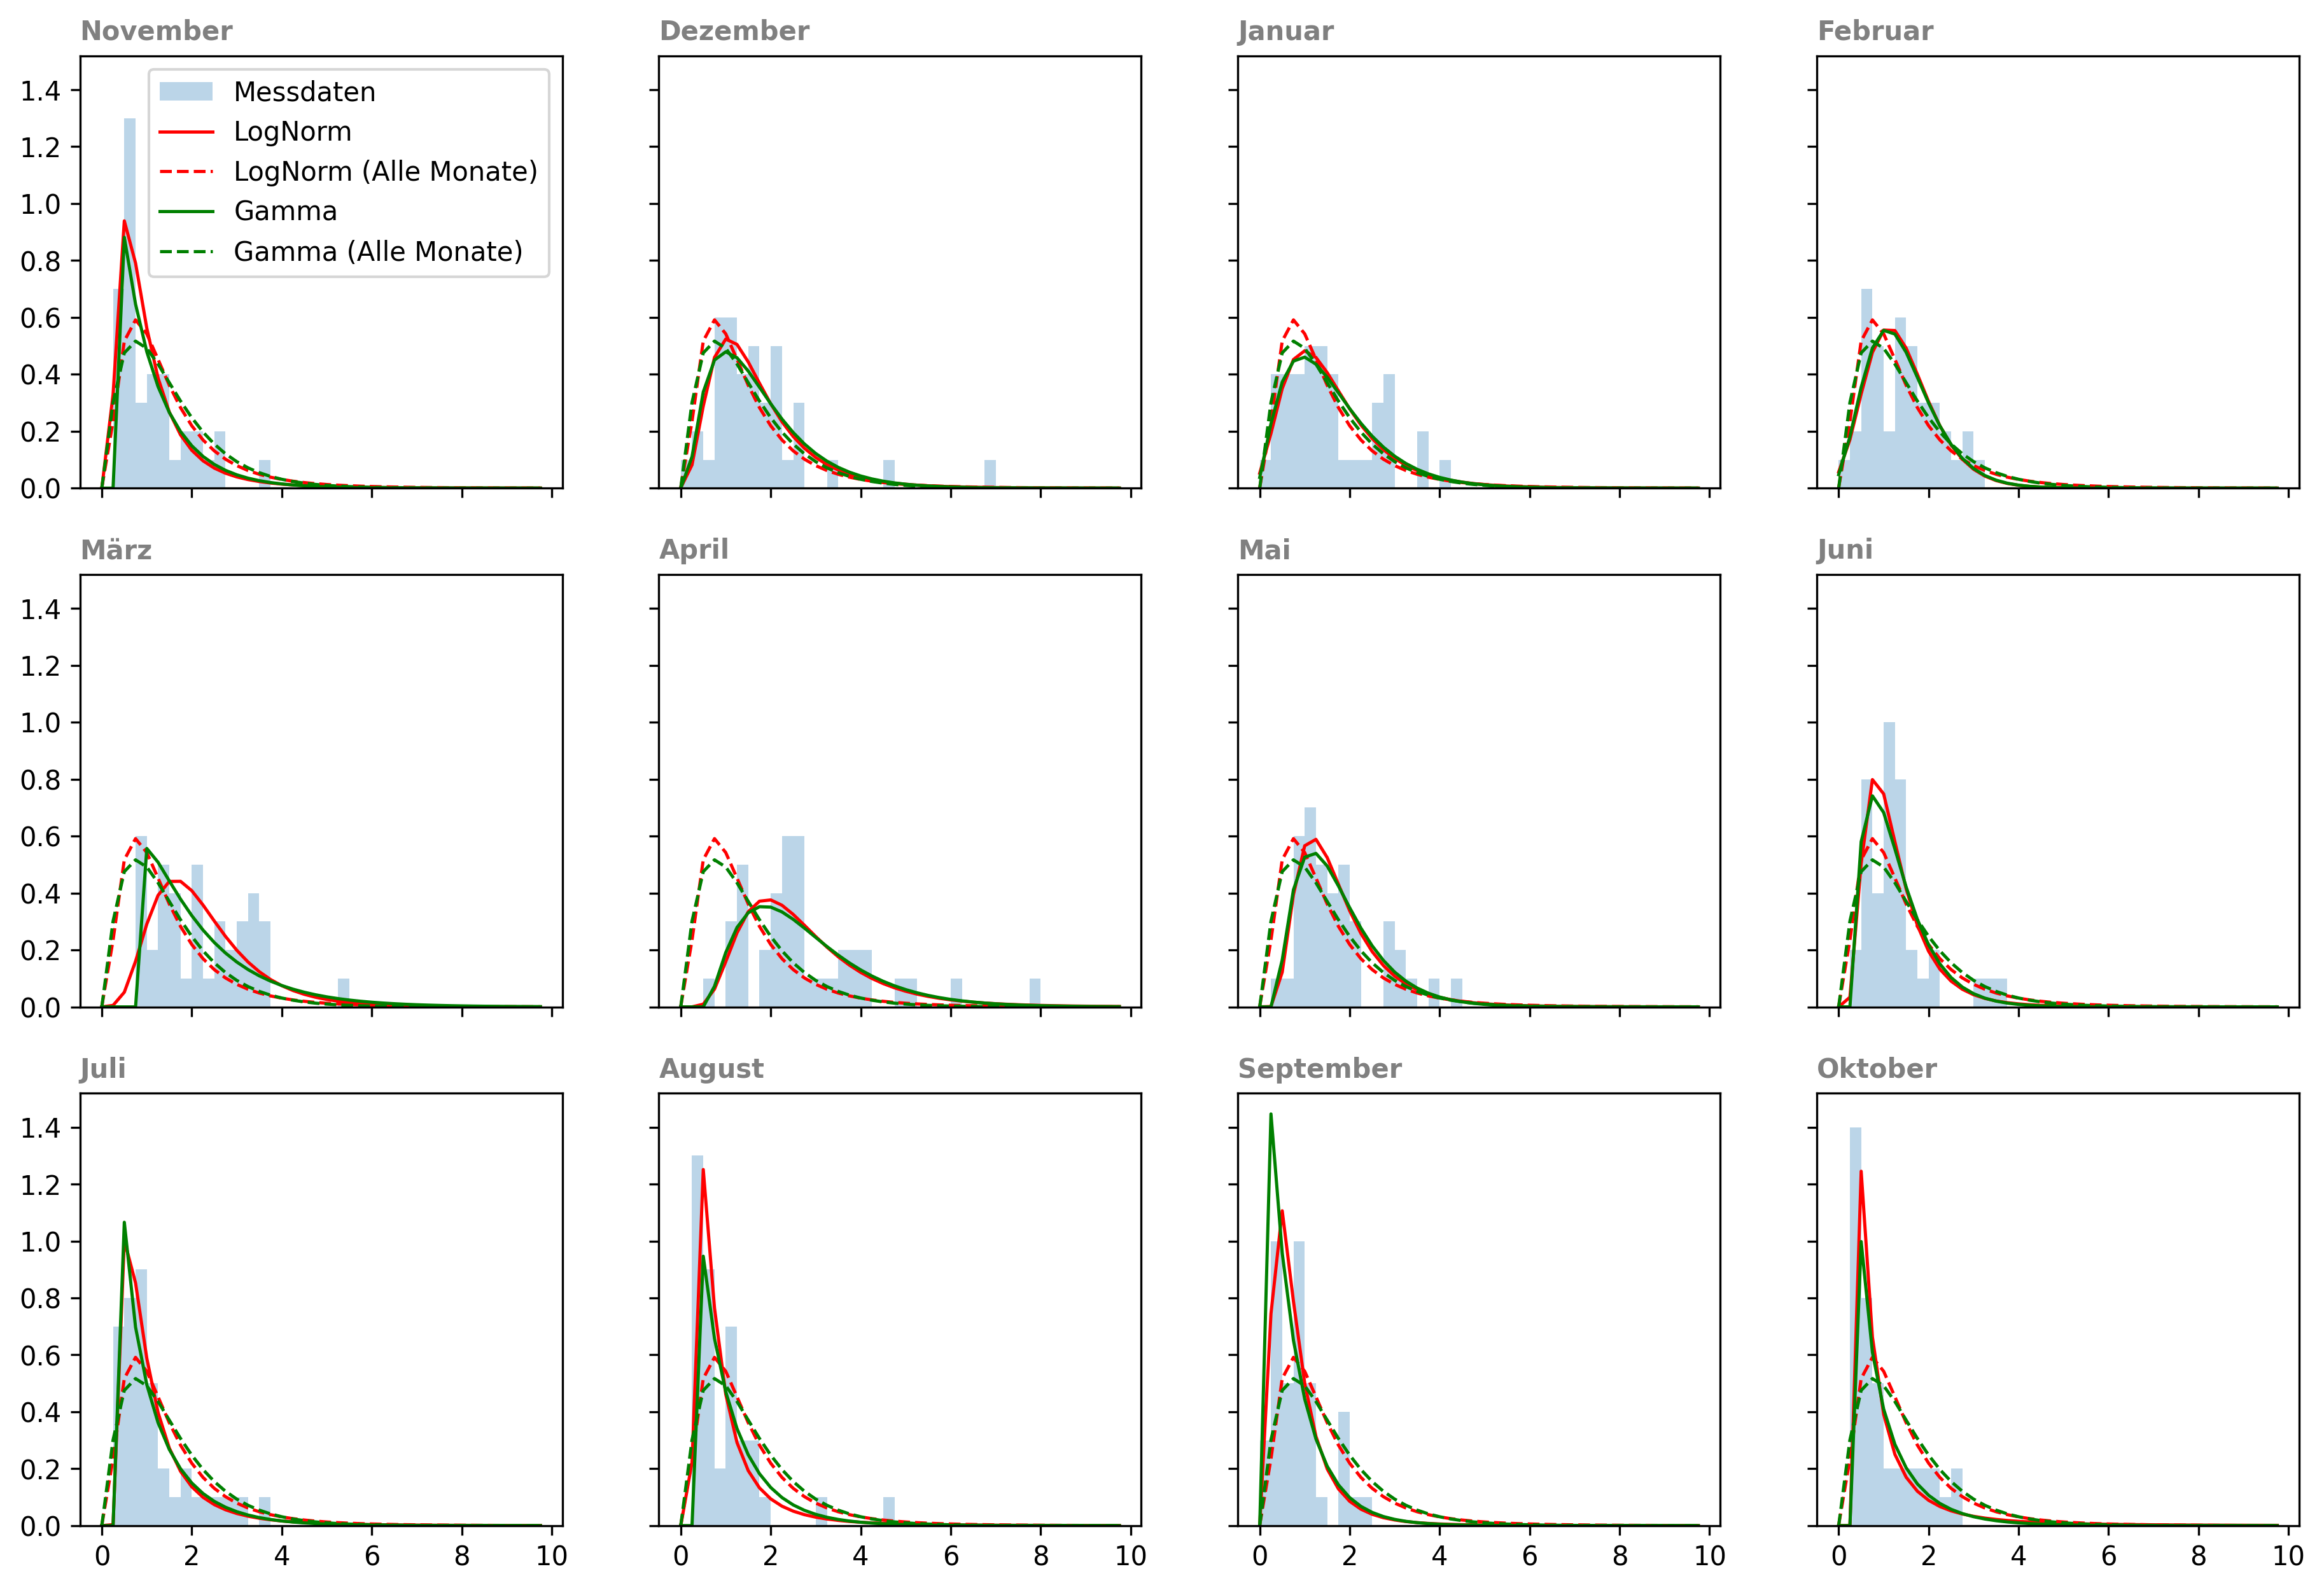 November
Dezember
Januar
Februar
1.4
1.2
1.0
0.8
0.6
0.4
0.2
0.0
Messdaten
LogNorm
LogNorm (Alle Monate)
Gamma
Gamma (Alle Monate)
0 2 4 6 8 10
0 2 4 6 8 10
0 2 4 6 8 10
0 2 4 6 8 10
März
April
Mai
Juni
1.4
1.2
1.0
0.8
0.6
0.4
0.2
0.0
Juli
August
September
Oktober
1.4
1.2
1.0
0.8
0.6
0.4
0.2
0.0